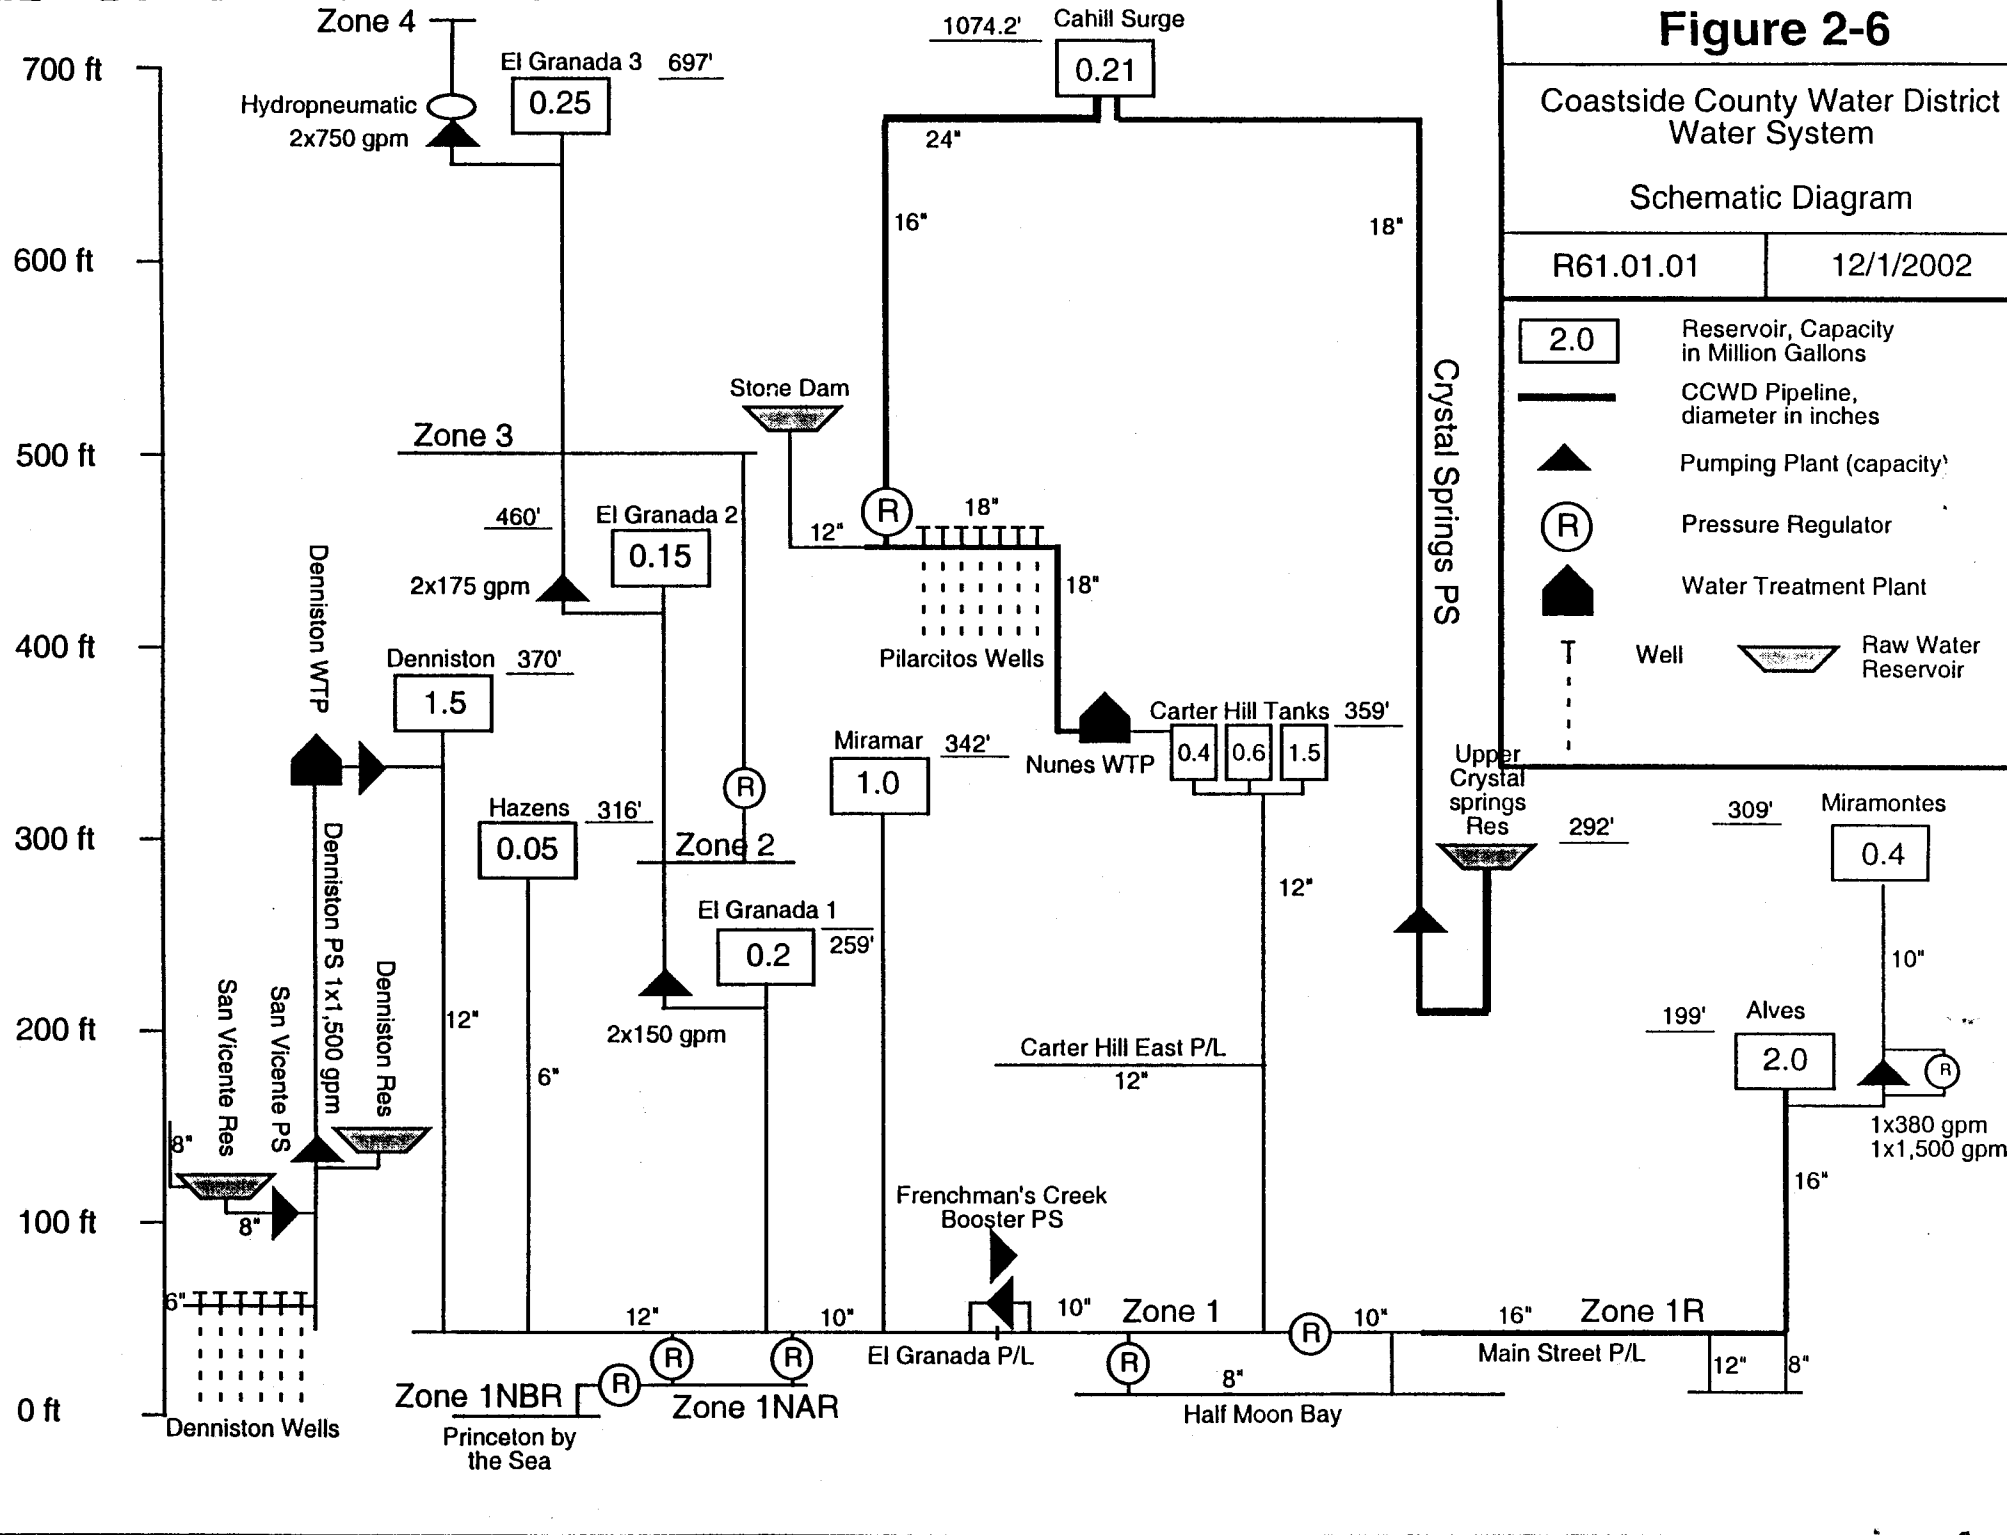 Figure 2-6
Coastside County Water District
Water System
Schematic Diagram
R61.01.01
12/1/2002
2.0
Reservoir, Capacity
in Million Gallons
CCWD Pipeline,
diameter in inches
Pumping Plant (capacity)
R
Pressure Regulator
Water Treatment Plant
Well
Raw Water
Reservoir
700 ft
600 ft
500 ft
400 ft
300 ft
200 ft
100 ft
0 ft
Zone 4
Hydropneumatic
2x750 gpm
El Granada 3
697'
0.25
1074.2'
Cahill Surge
0.21
24"
16"
18"
Crystal Springs PS
Stone Dam
12"
R
18"
18"
Pilarcitos Wells
Zone 3
460'
El Granada 2
0.15
2x175 gpm
Denniston WTP
Denniston
370'
1.5
Miramar
342'
1.0
Nunes WTP
Carter Hill Tanks
359'
0.4
0.6
1.5
Upper
Crystal
springs
Res
292'
309'
Miramontes
0.4
Hazens
316'
0.05
R
Zone 2
El Granada 1
259'
0.2
2x150 gpm
12"
10"
Denniston PS 1x1,500 gpm
Denniston Res
San Vicente PS
San Vicente Res
8"
8"
12"
6"
Carter Hill East P/L
12"
199'
Alves
2.0
R
1x380 gpm
1x1,500 gpm
16"
Frenchman's Creek
Booster PS
6"
Denniston Wells
12"
10"
10"
Zone 1
R
10"
16"
Zone 1R
El Granada P/L
Main Street P/L
R
R
R
R
12"
8"
8"
Zone 1NBR
Zone 1NAR
Princeton by
the Sea
Half Moon Bay